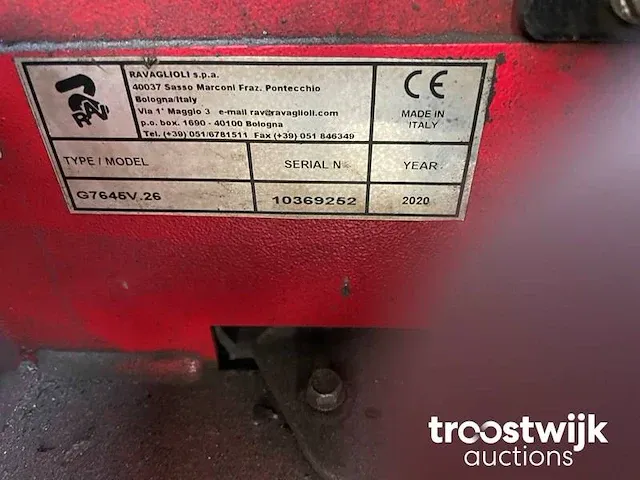 RAVAGLIOLI s.p.a.
40037 Sasso Marconi Fraz. Pontecchio
Bologna/Italy
Via 1° Maggio 3 e-mail rav@ravaglioli.com
p.o. box. 1690 - 40100 Bologna
Tel. (+39) 051/6781511 Fax (+39) 051 846349
RAV
CE
MADE IN
ITALY
TYPE / MODEL
SERIAL N
YEAR
G7645V.26
10369252
2020
troostwijk
auctions